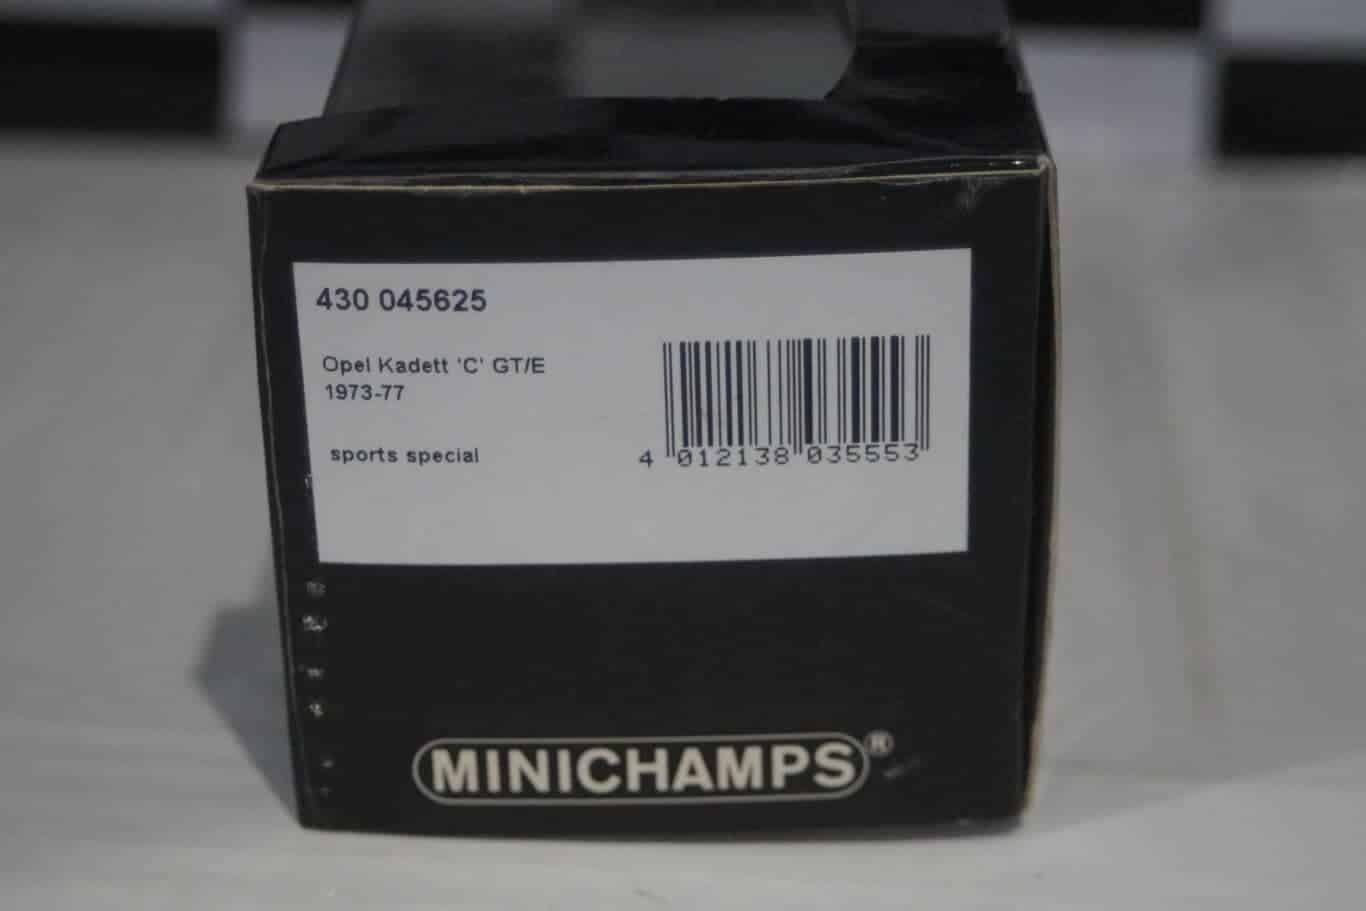 430 045625
Opel Kadett 'C' GT/E
1973-77
sports special
4 012138 035553
MINICHAMPS®